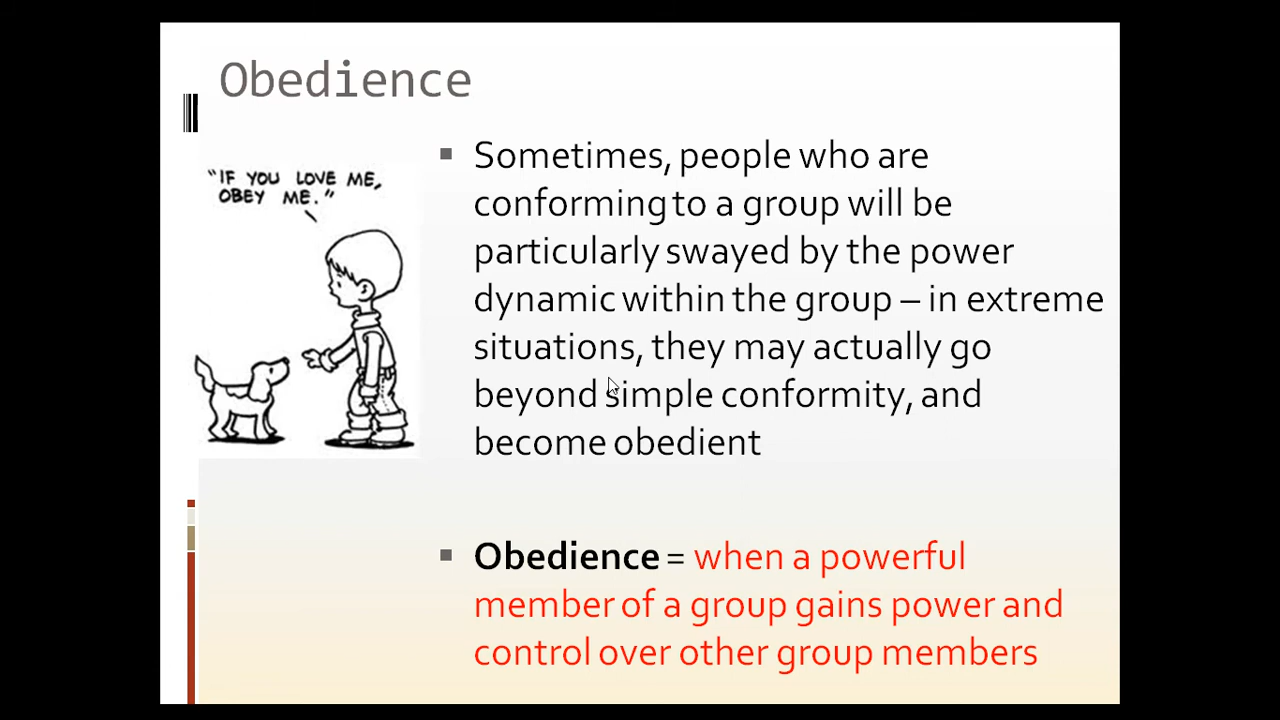 Obedience
"IF YOU LOVE ME,
OBEY ME."
Sometimes, people who are
conforming to a group will be
particularly swayed by the power
dynamic within the group – in extreme
situations, they may actually go
beyond simple conformity, and
become obedient
Obedience = when a powerful
member of a group gains power and
control over other group members